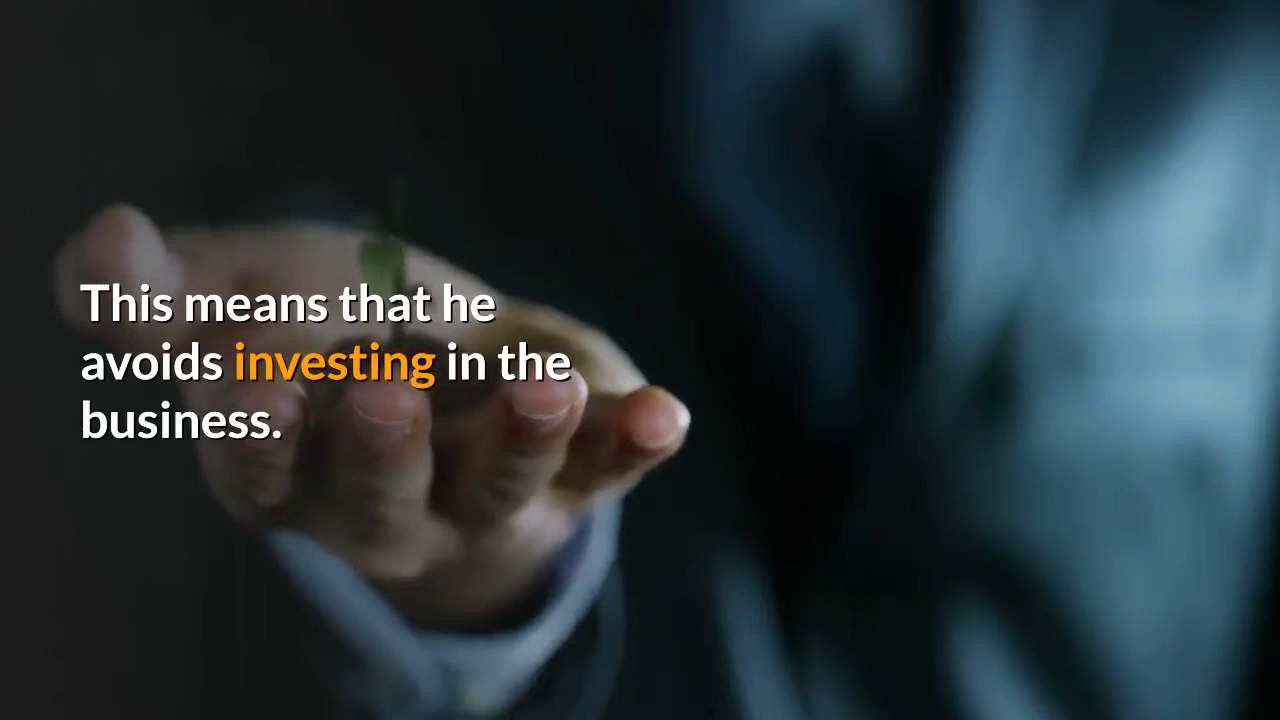 This means that he
avoids investing in the
business.